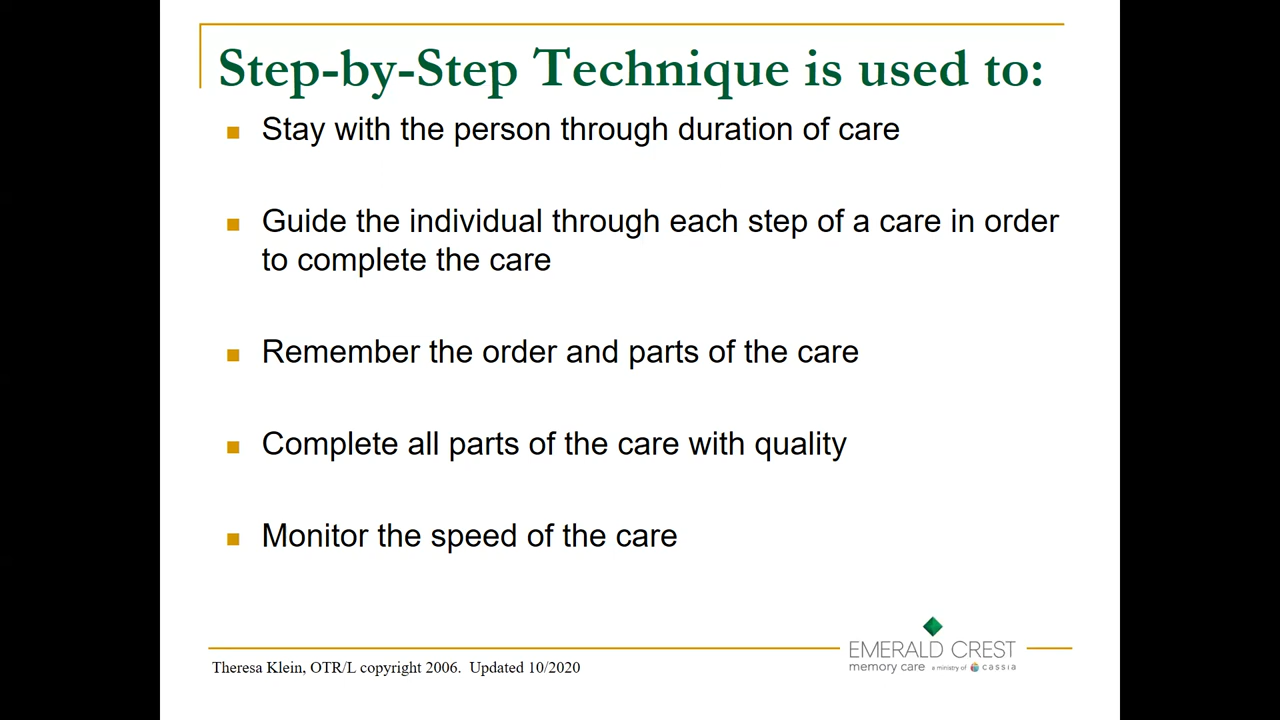 Step-by-Step Technique is used to:
Stay with the person through duration of care
Guide the individual through each step of a care in order
to complete the care
Remember the order and parts of the care
Complete all parts of the care with quality
Monitor the speed of the care
Theresa Klein, OTR/L copyright 2006.  Updated 10/2020
EMERALD CREST
memory care a ministry of cassia